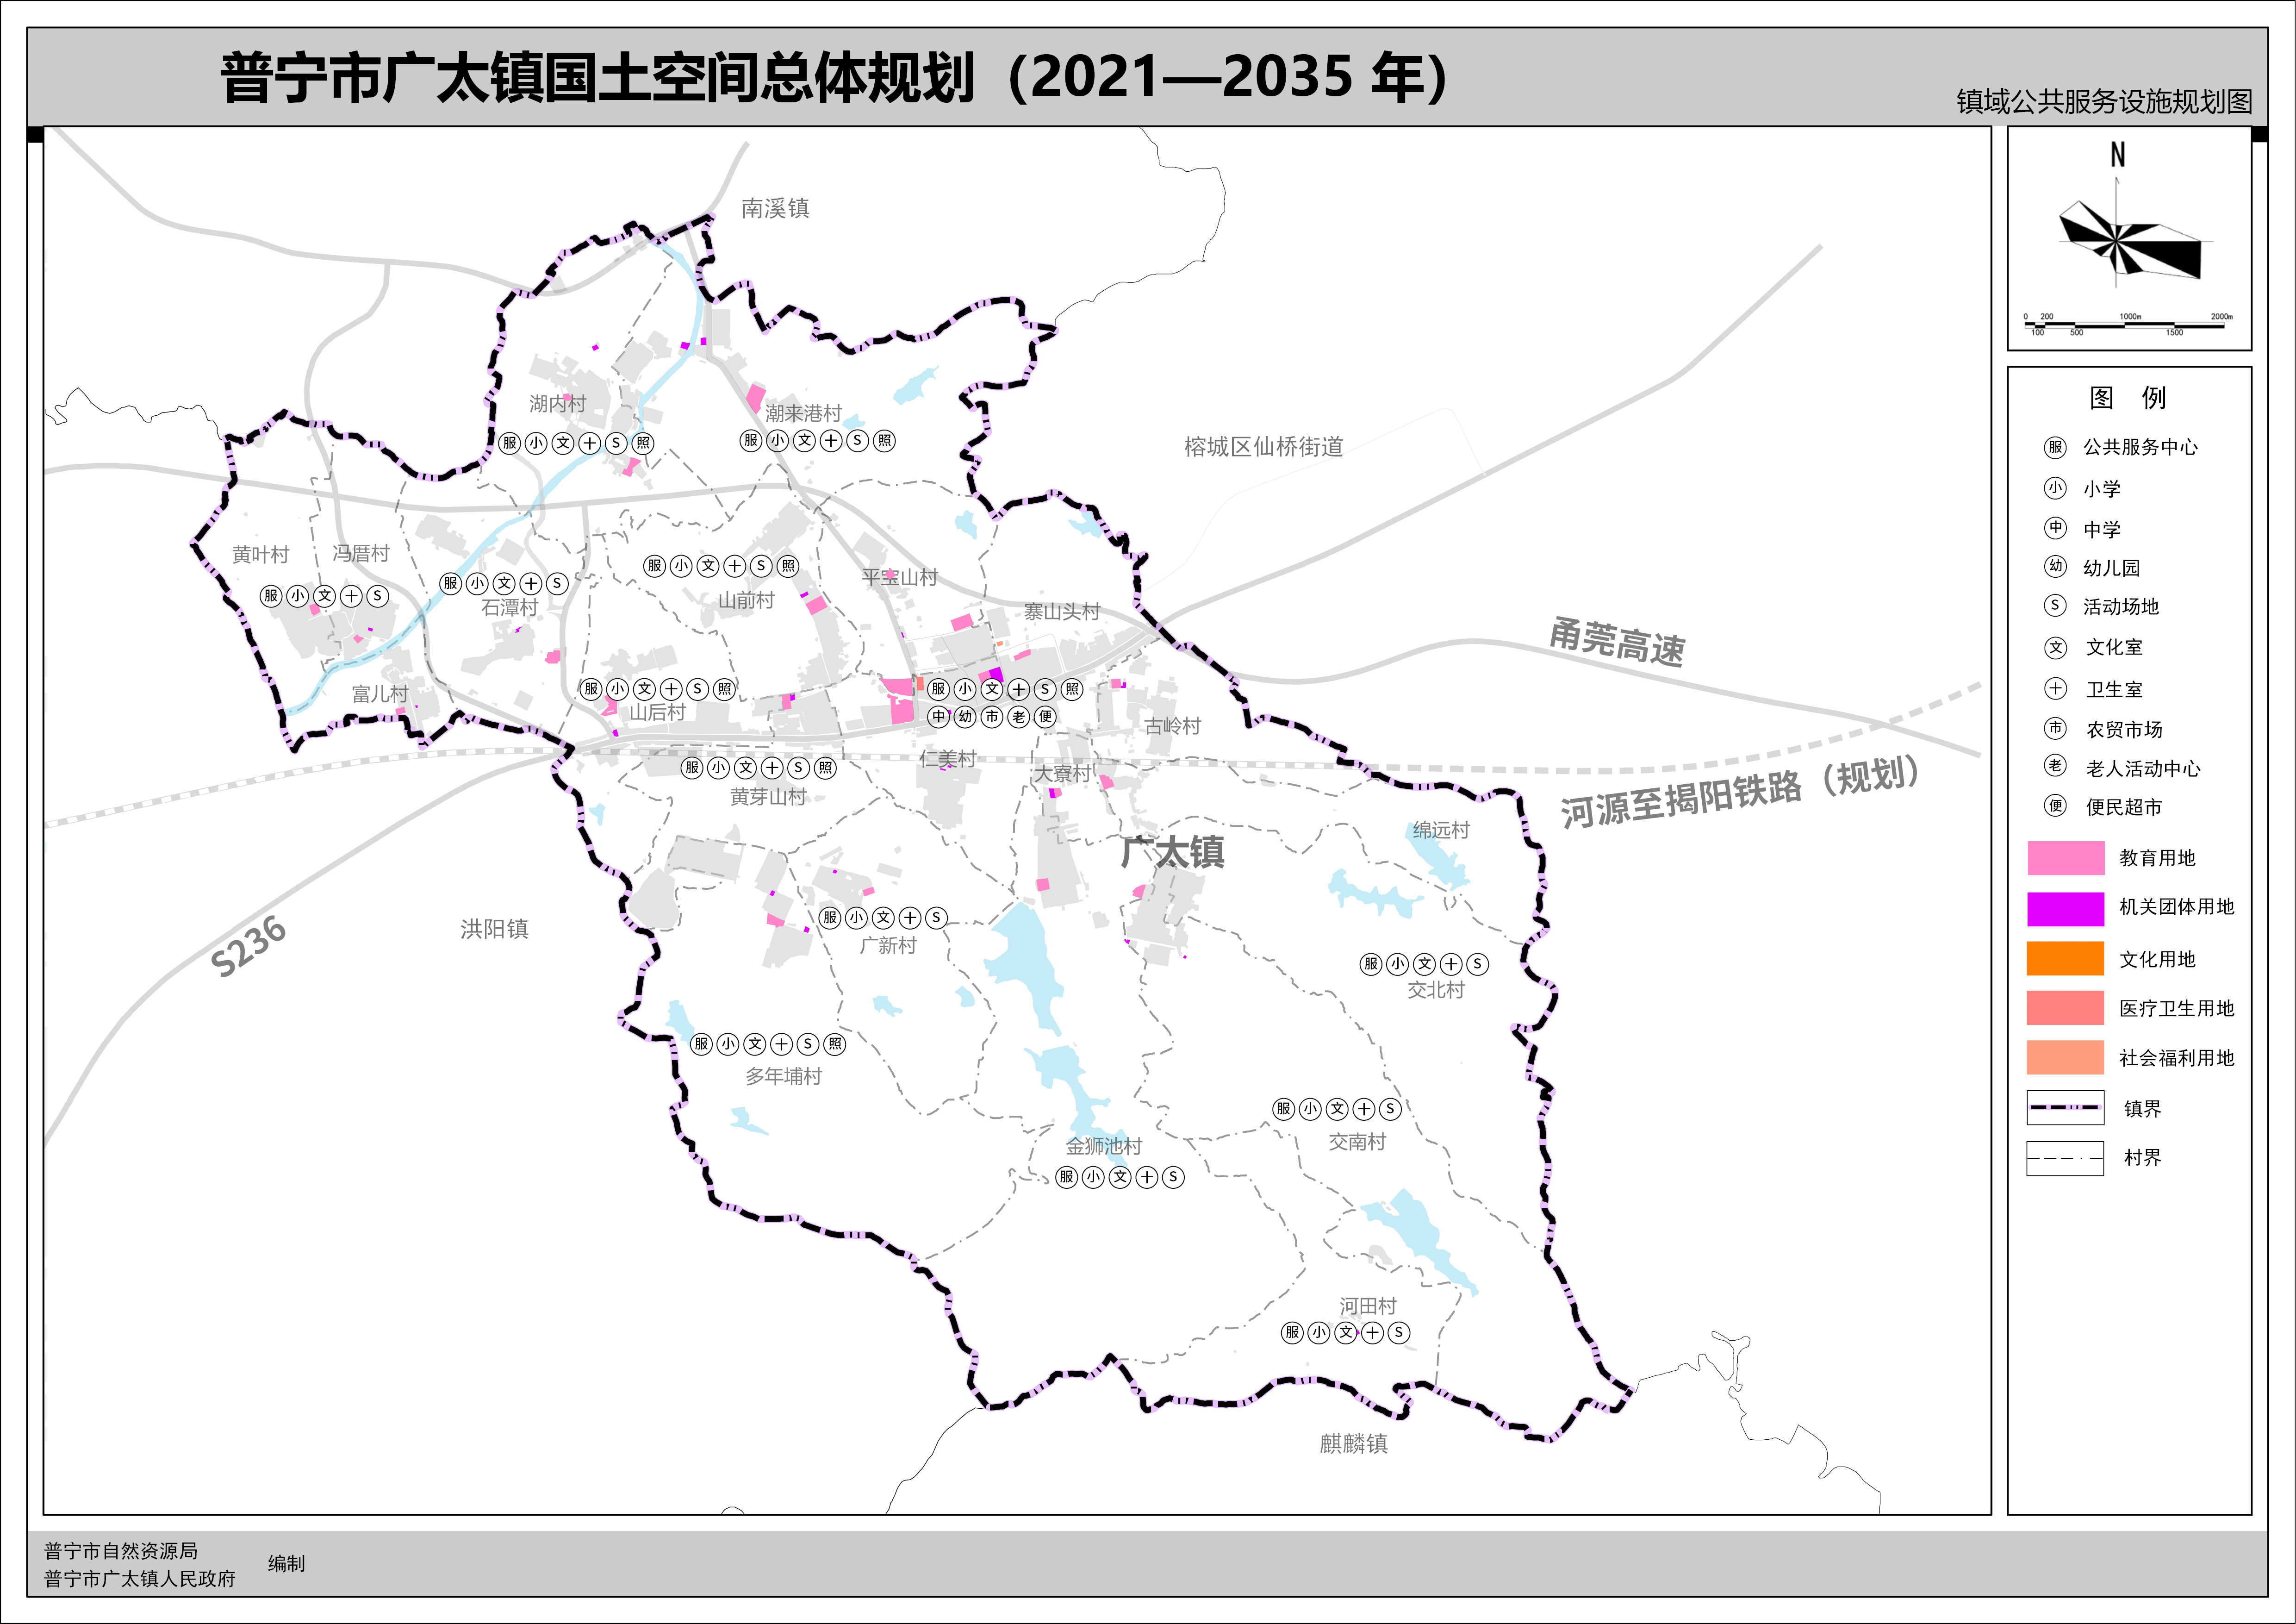 普宁市广太镇国土空间总体规划（2021—2035 年）
镇域公共服务设施规划图
N
0 200 1000m 2000m
100 500 1500
南溪镇
湖内村
服 小 文 十 S 照
潮来港村
服 小 文 十 S 照
榕城区仙桥街道
黄叶村
冯厝村
服 小 文 十 S
服 小 文 十 S
石潭村
服 小 文 十 S 照
山前村
平宝山村
寨山头村
甬莞高速
富儿村
服 小 文 十 S 照
山后村
服 小 文 十 S 照
中 幼 市 老 便
古岭村
仁美村
大寮村
服 小 文 十 S 照
黄芽山村
河源至揭阳铁路（规划）
绵远村
广太镇
S236
洪阳镇
服 小 文 十 S
广新村
服 小 文 十 S
交北村
服 小 文 十 S 照
多年埔村
服 小 文 十 S
交南村
金狮池村
服 小 文 十 S
河田村
服 小 文 十 S
麒麟镇
图 例
服 公共服务中心
小 小学
中 中学
幼 幼儿园
S 活动场地
文 文化室
十 卫生室
市 农贸市场
老 老人活动中心
便 便民超市
教育用地
机关团体用地
文化用地
医疗卫生用地
社会福利用地
镇界
村界
普宁市自然资源局
普宁市广太镇人民政府
编制